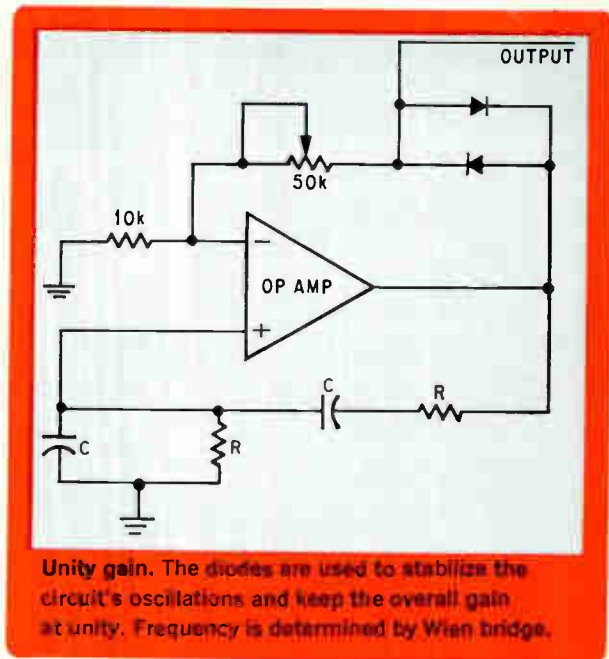 OUTPUT
50k
10k
−
OP AMP
+
C
R
C
R
Unity gain. The diodes are used to stabilize the
circuit's oscillations and keep the overall gain
at unity. Frequency is determined by Wien bridge.